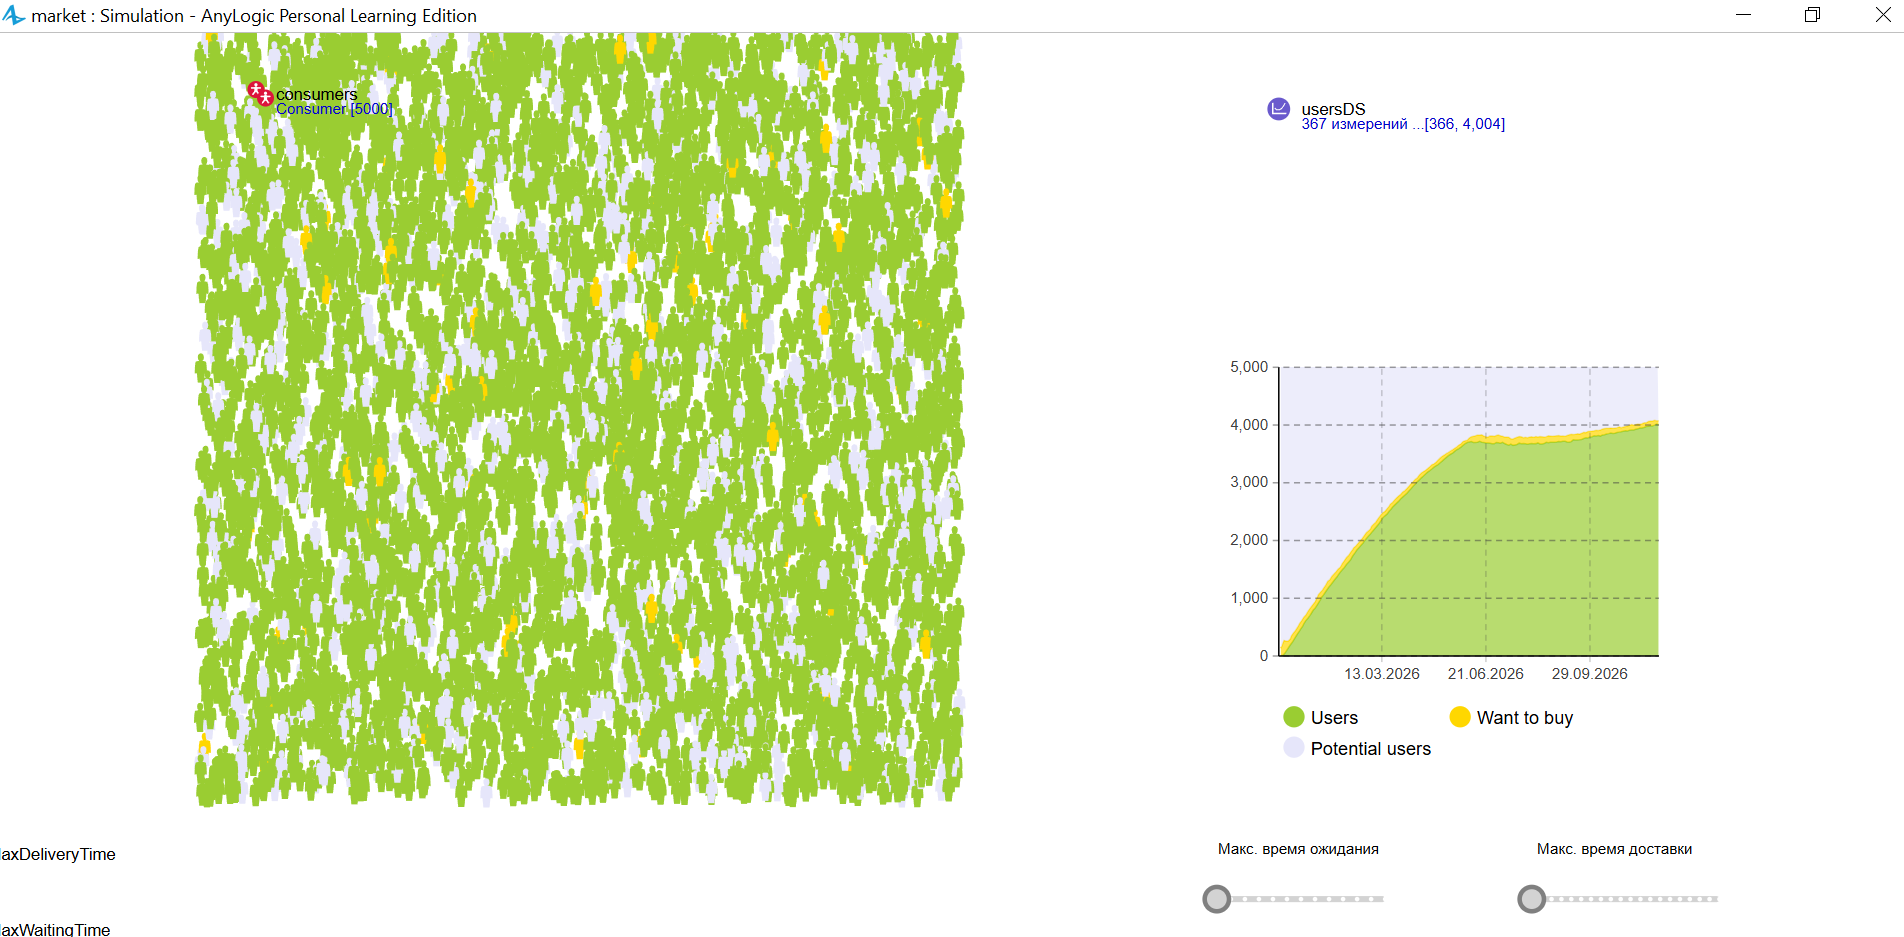 market : Simulation - AnyLogic Personal Learning Edition
consumers
Consumer [5000]
usersDS
367 измерений ...[366, 4,004]
5,000
4,000
3,000
2,000
1,000
0
13.03.2026 21.06.2026 29.09.2026
Users Want to buy
Potential users
Макс. время ожидания Макс. время доставки
axDeliveryTime
axWaitingTime